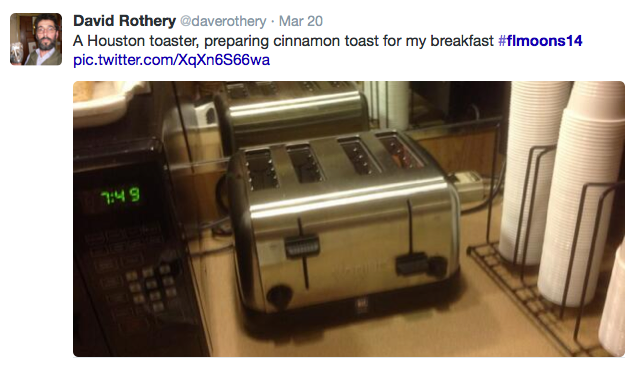 David Rothery @daverothery · Mar 20
A Houston toaster, preparing cinnamon toast for my breakfast #flmoons14
pic.twitter.com/XqXn6S66wa
7:49